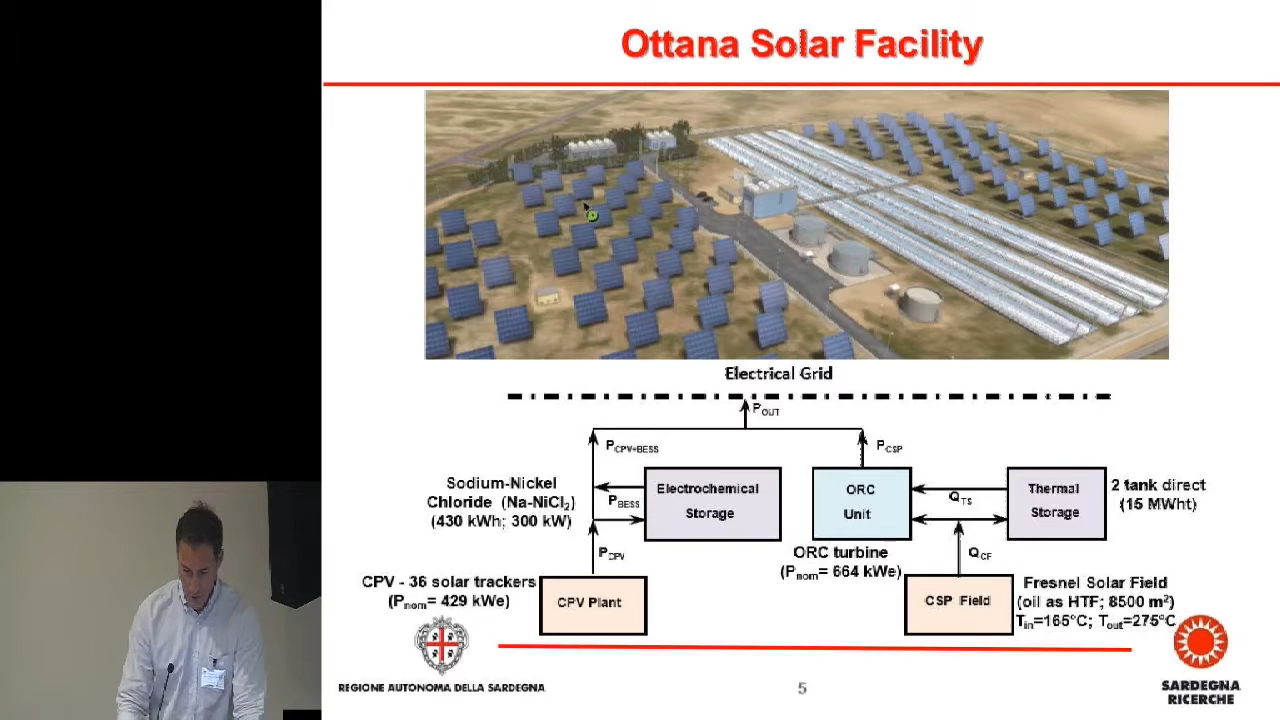 Ottana Solar Facility
Electrical Grid
P_OUT
P_CPV+BESS
P_CSP
Sodium-Nickel
Chloride (Na-NiCl₂)
(430 kWh; 300 kW)
P_BESS
Electrochemical
Storage
ORC
Unit
Q_TS
Thermal
Storage
2 tank direct
(15 MWht)
P_CPV
ORC turbine
(P_nom= 664 kWe)
Q_CF
CPV - 36 solar trackers
(P_nom= 429 kWe)
CPV Plant
CSP Field
Fresnel Solar Field
(oil as HTF; 8500 m²)
T_in=165°C; T_out=275°C
REGIONE AUTONOMA DELLA SARDEGNA
5
SARDEGNA
RICERCHE